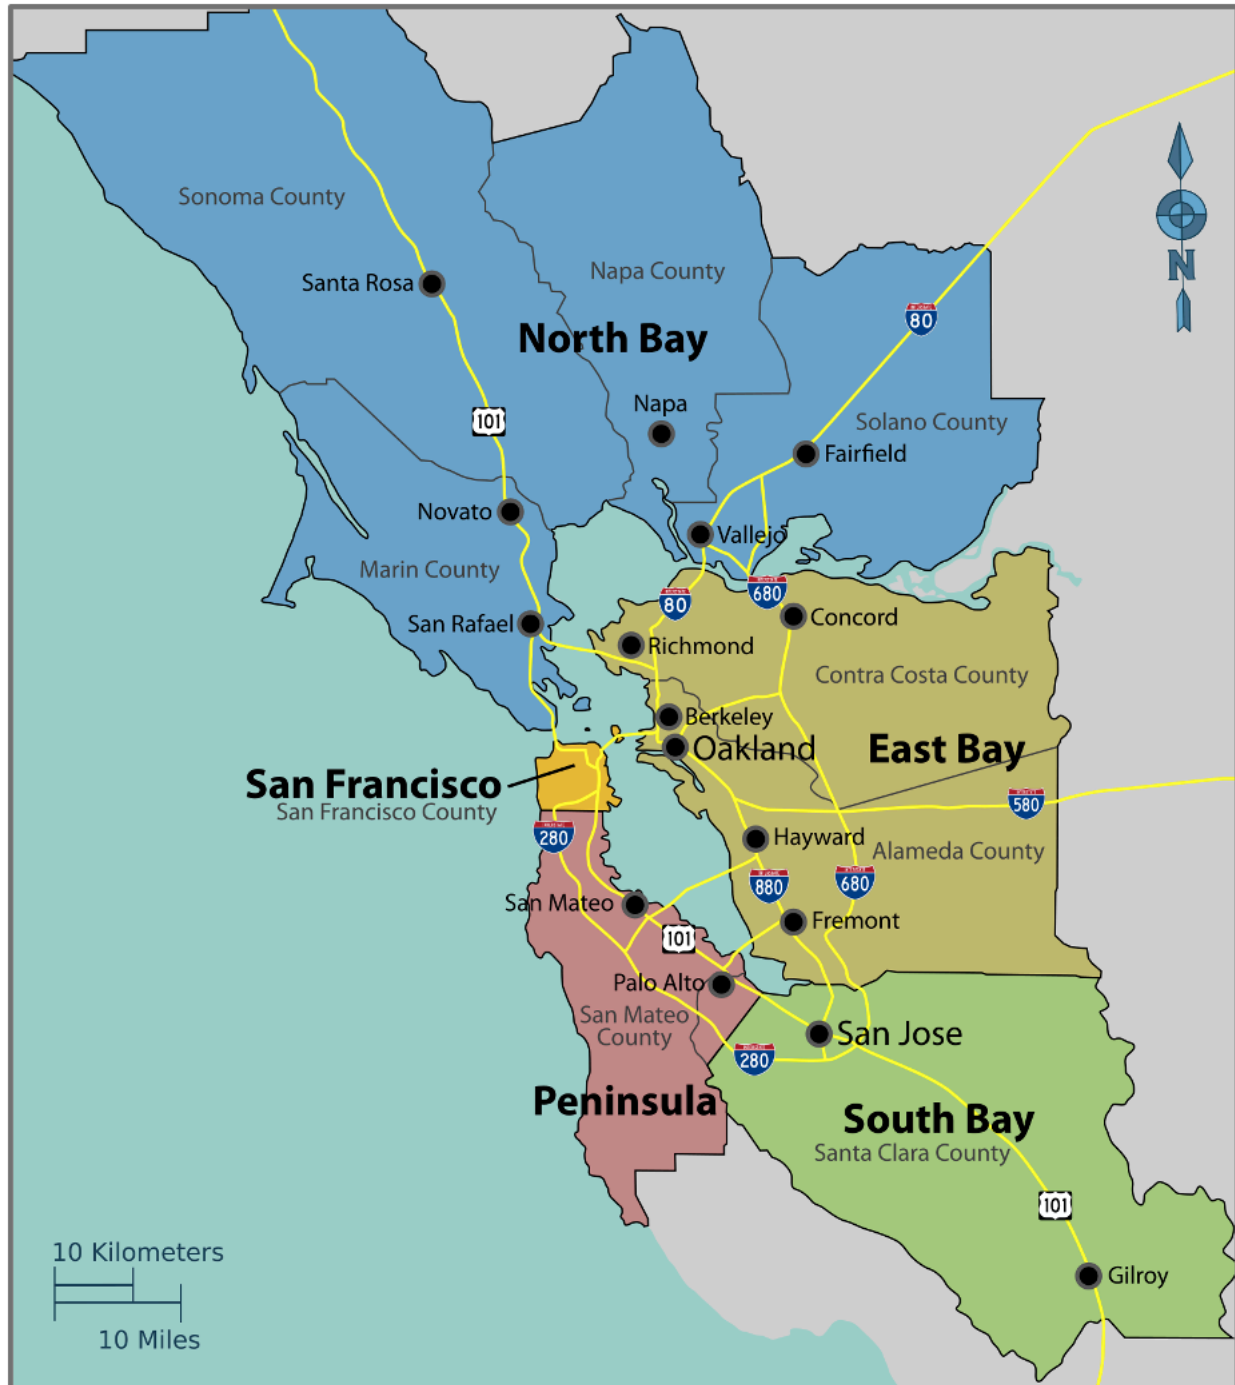 Sonoma County
Napa County
N
Santa Rosa
80
North Bay
Napa
101
Solano County
Fairfield
Novato
Vallejo
Marin County
680
80
Concord
San Rafael
Richmond
Contra Costa County
Berkeley
Oakland
East Bay
San Francisco
San Francisco County
580
280
Hayward
Alameda County
880
680
San Mateo
Fremont
101
Palo Alto
San Mateo
County
San Jose
280
Peninsula
South Bay
Santa Clara County
101
10 Kilometers
Gilroy
10 Miles